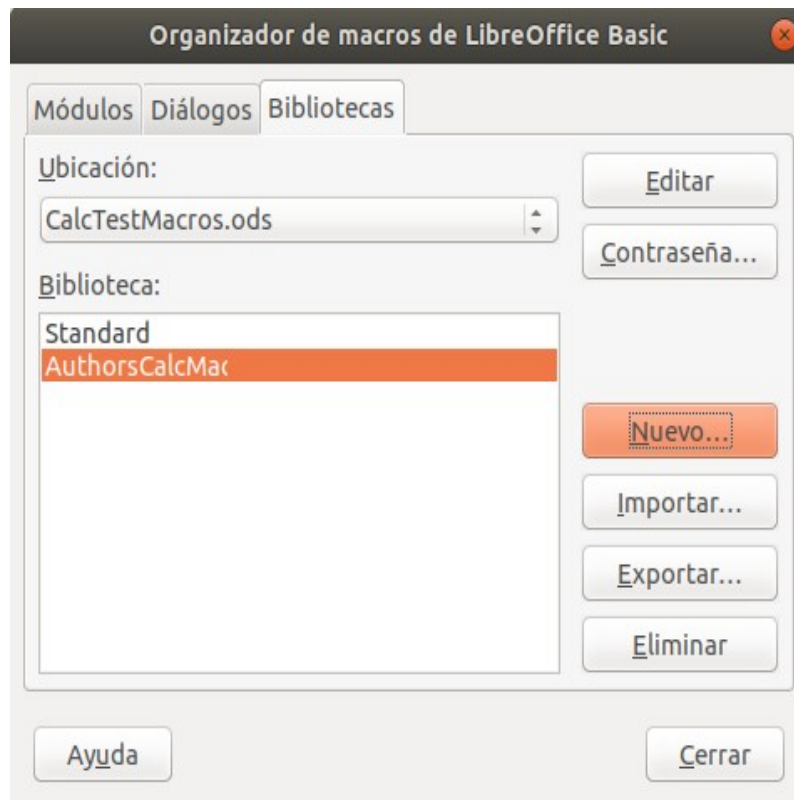 Organizador de macros de LibreOffice Basic
Módulos Diálogos Bibliotecas
Ubicación:
CalcTestMacros.ods
Biblioteca:
Standard
AuthorsCalcMac
Editar
Contraseña...
Nuevo...
Importar...
Exportar...
Eliminar
Ayuda
Cerrar